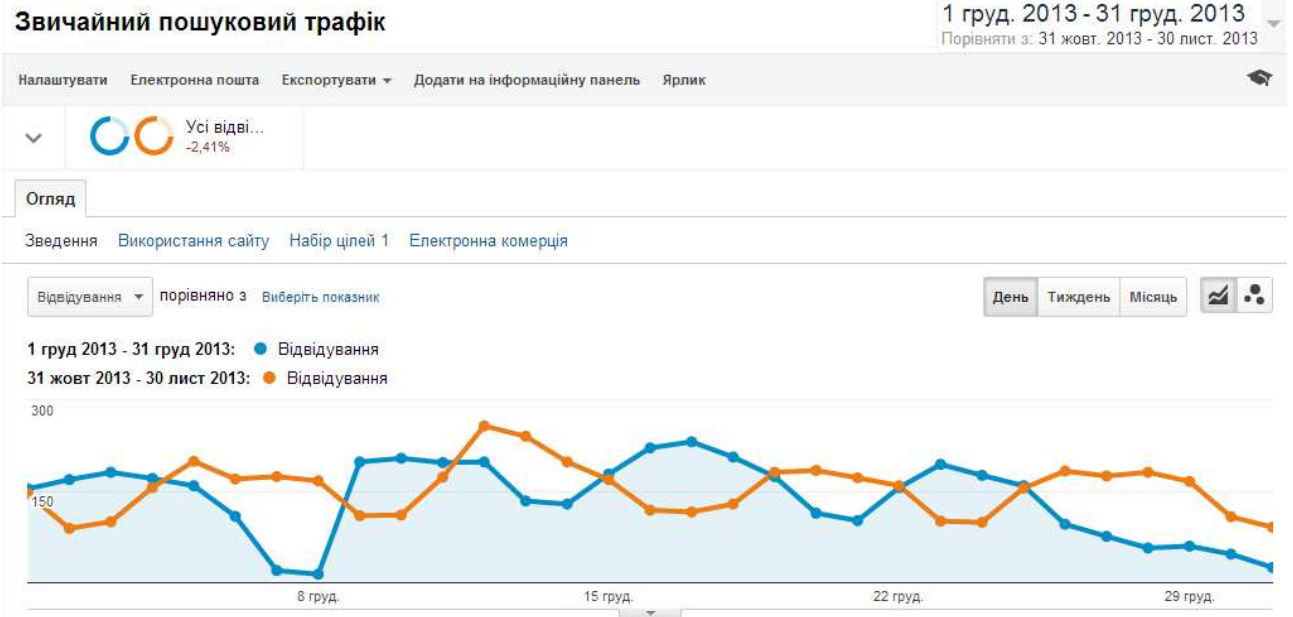 Звичайний пошуковий трафік
1 груд. 2013 - 31 груд. 2013
Порівняти з: 31 жовт. 2013 - 30 лист. 2013
Налаштувати Електронна пошта Експортувати Додати на інформаційну панель Ярлик
Усі відві...
-2,41%
Огляд
Зведення Використання сайту Набір цілей 1 Електронна комерція
Відвідування порівняно з Виберіть показник
День Тиждень Місяць
1 груд 2013 - 31 груд 2013: Відвідування
31 жовт 2013 - 30 лист 2013: Відвідування
300
150
8 груд. 15 груд. 22 груд. 29 груд.